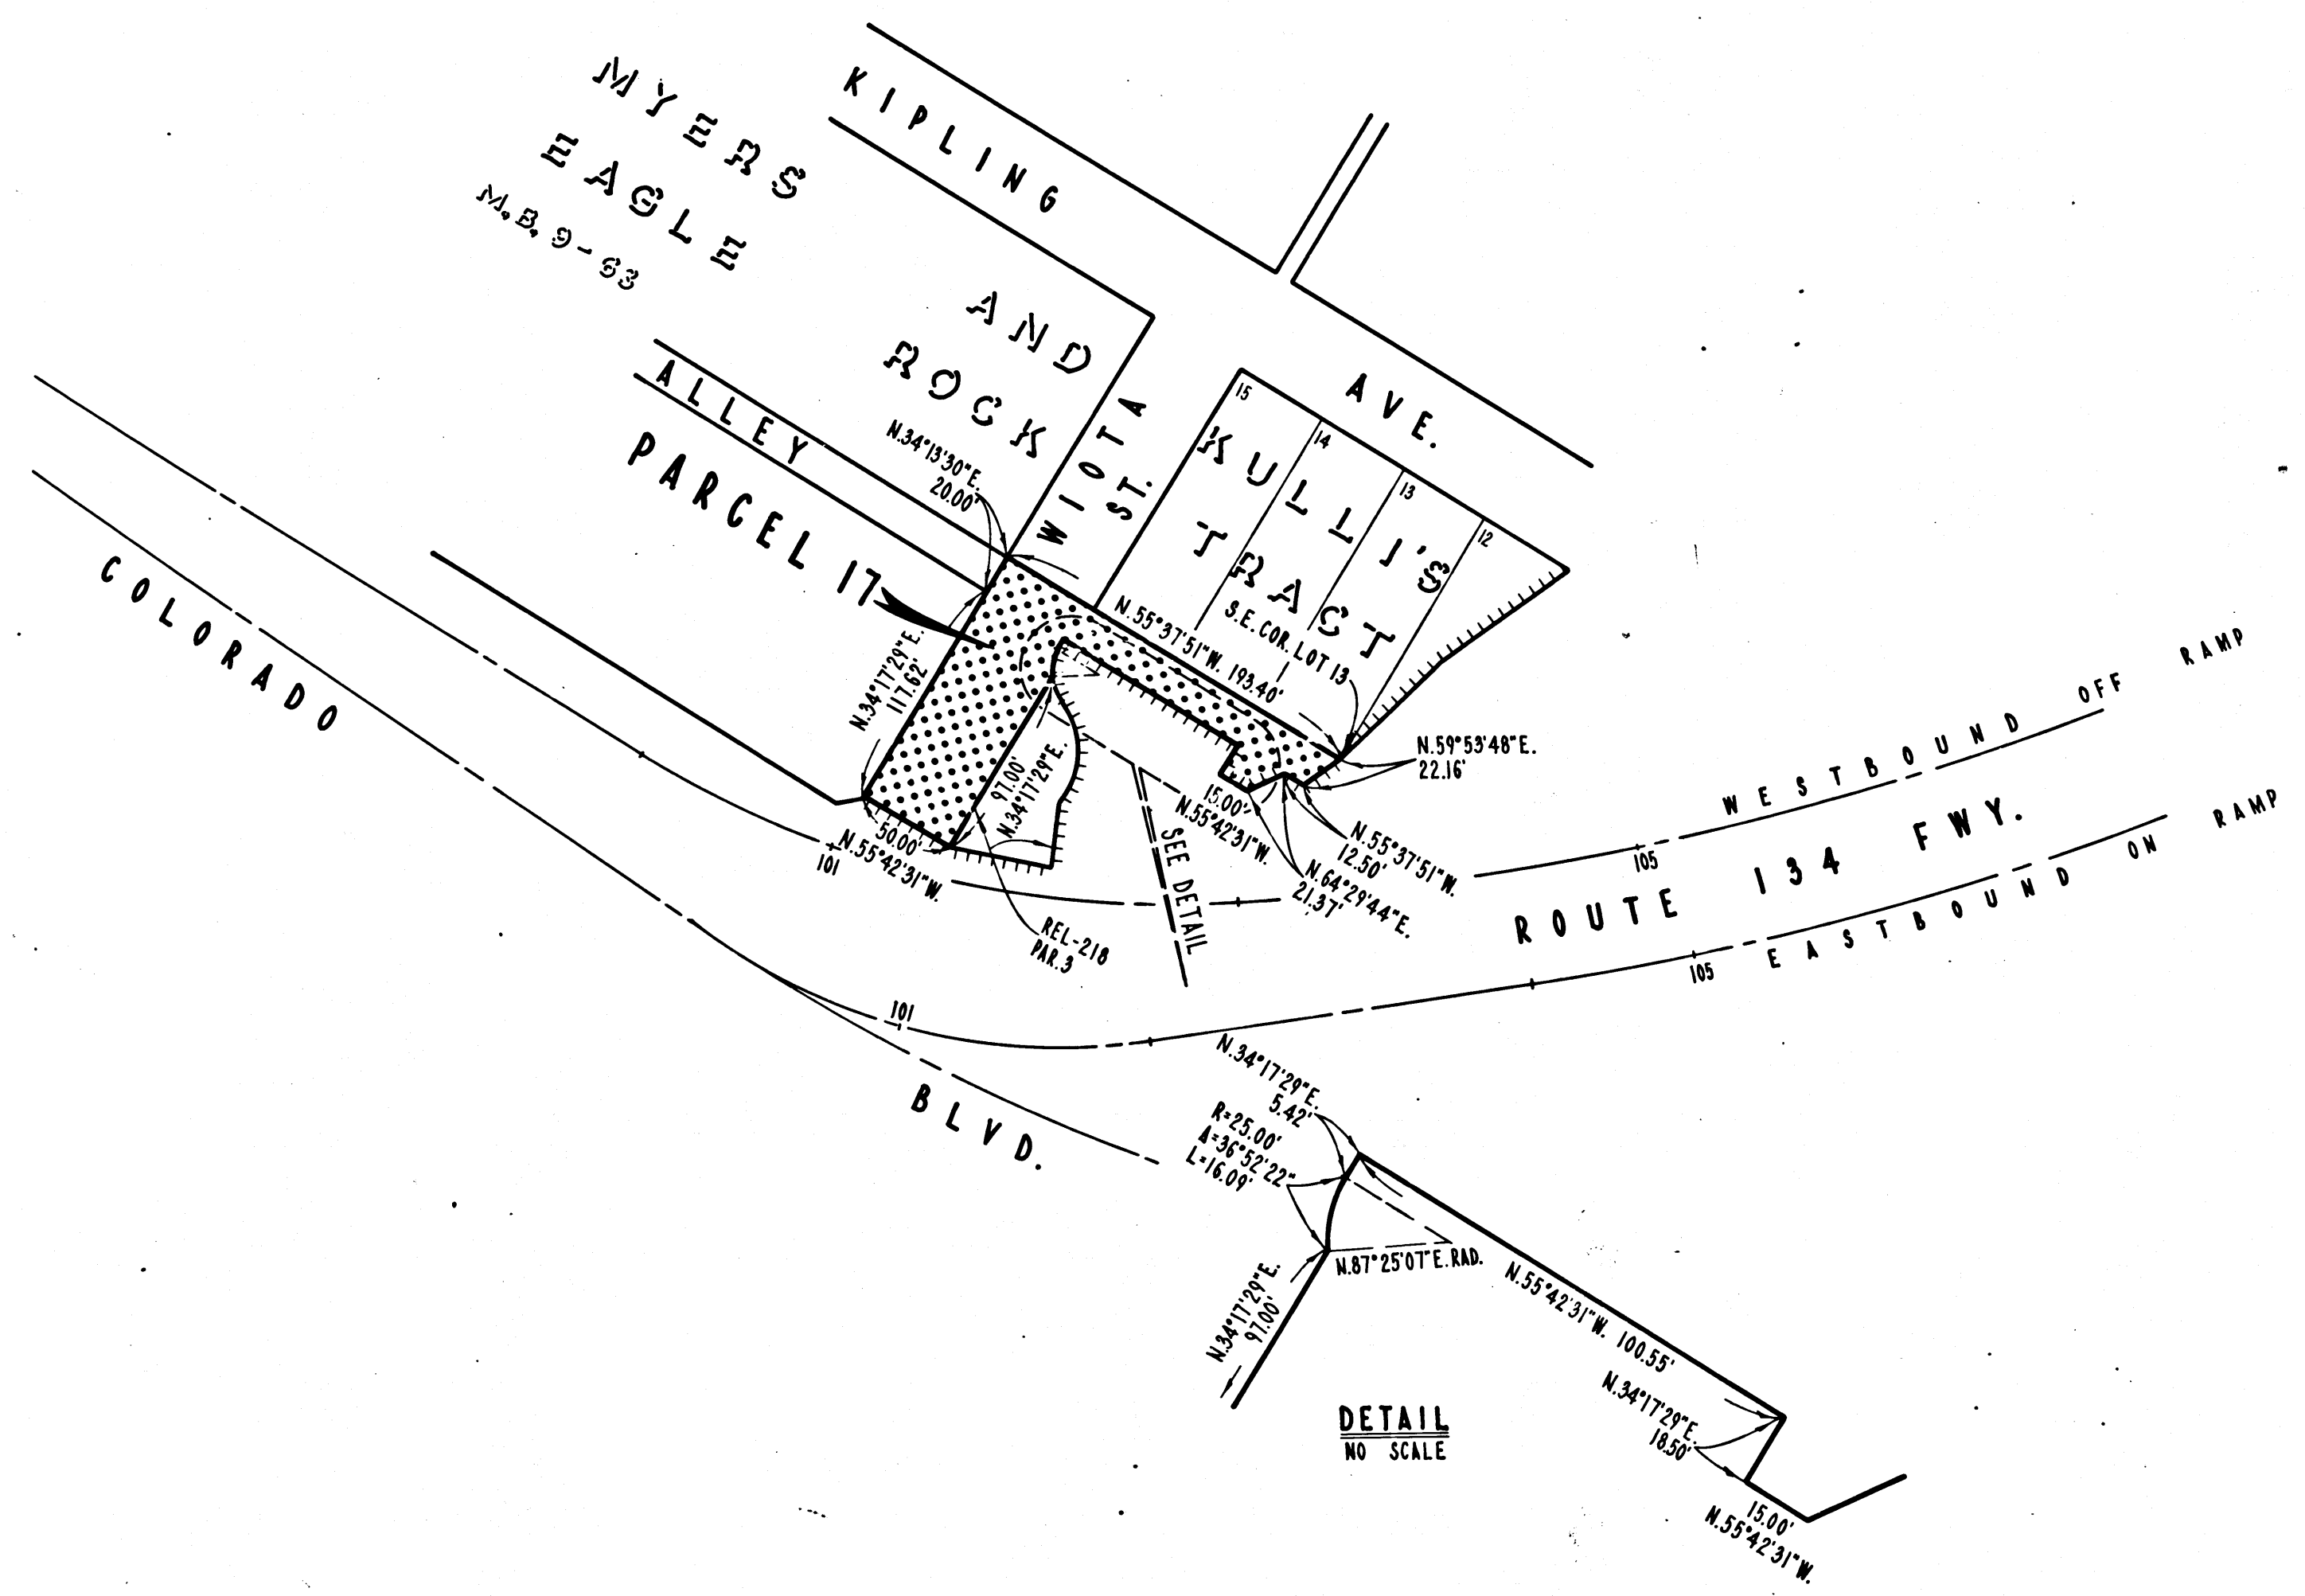 MYERS AND
EAGLE ROCK
M.B. 9-53
KIPLING AVE.
WIOTA
ST.
ALLEY
PARCEL 17
N.34°13'30"E.
20.00'
15
14
13
12
KULLI'S
TRACT
S.E. COR. LOT 13
N.55°37'51"W. 193.40'
N.34°17'29"E.
117.62'
97.00'
N.34°17'29"E.
50.00'
N.55°42'31"W.
15.00'
N.55°42'31"W.
N.59°53'48"E.
22.16'
N.55°37'51"W.
12.50'
N.64°29'44"E.
21.37'
SEE DETAIL
REL-218
PAR.3
101
101
105
105
COLORADO BLVD.
WESTBOUND OFF RAMP
ROUTE 134 FWY.
EASTBOUND ON RAMP
N.34°17'29"E.
5.42'
R=25.00'
Δ=36°52'22"
L=16.09'
N.87°25'07"E. RAD.
N.34°17'29"E.
97.00'
N.55°42'31"W. 100.55'
N.34°17'29"E.
18.50'
15.00'
N.55°42'31"W.
DETAIL
NO SCALE